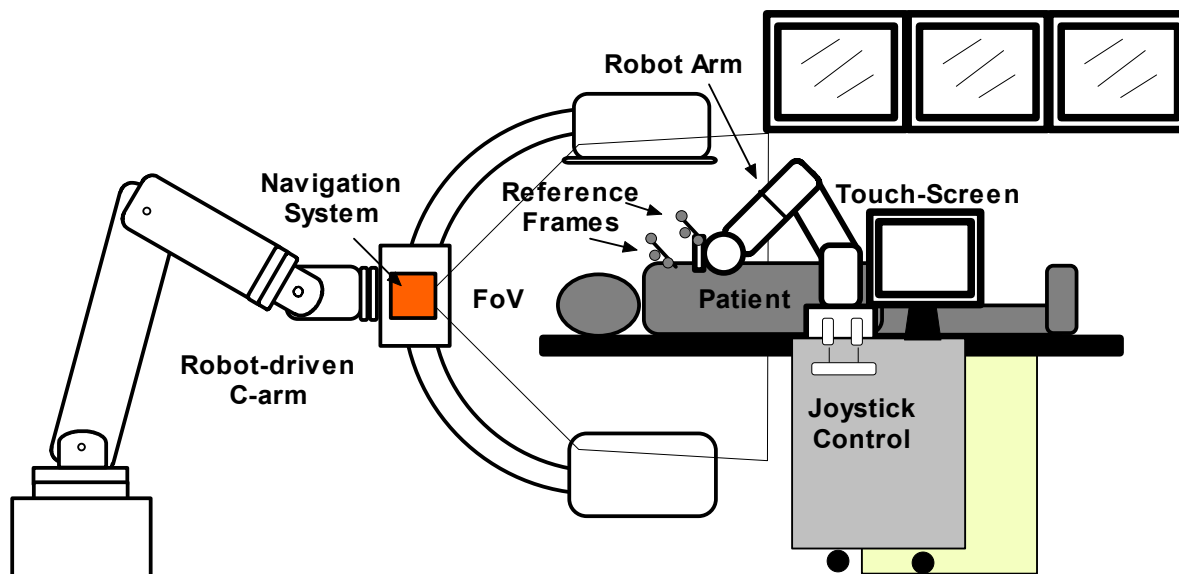 Robot Arm
Navigation
System
Reference
Frames
Touch-Screen
FoV
Patient
Robot-driven
C-arm
Joystick
Control